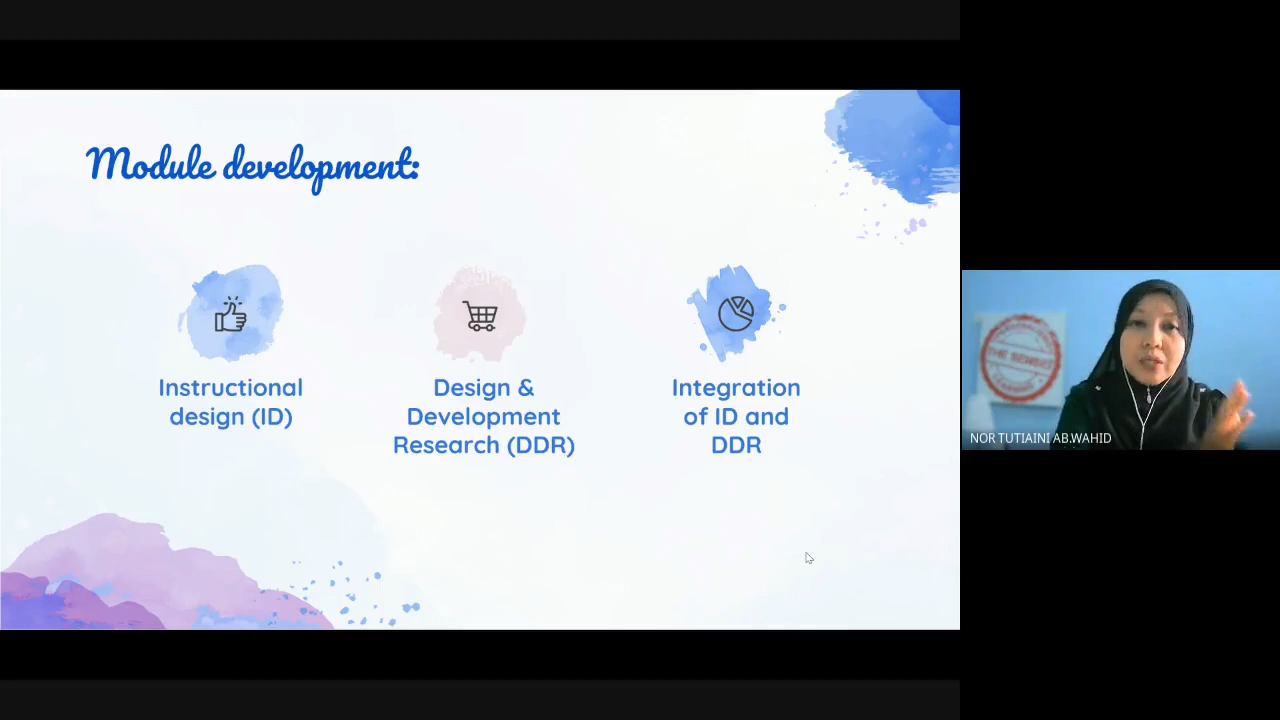 Module development:
Instructional
design (ID)
Design &
Development
Research (DDR)
Integration
of ID and
DDR
NOR TUTIAINI AB.WAHID